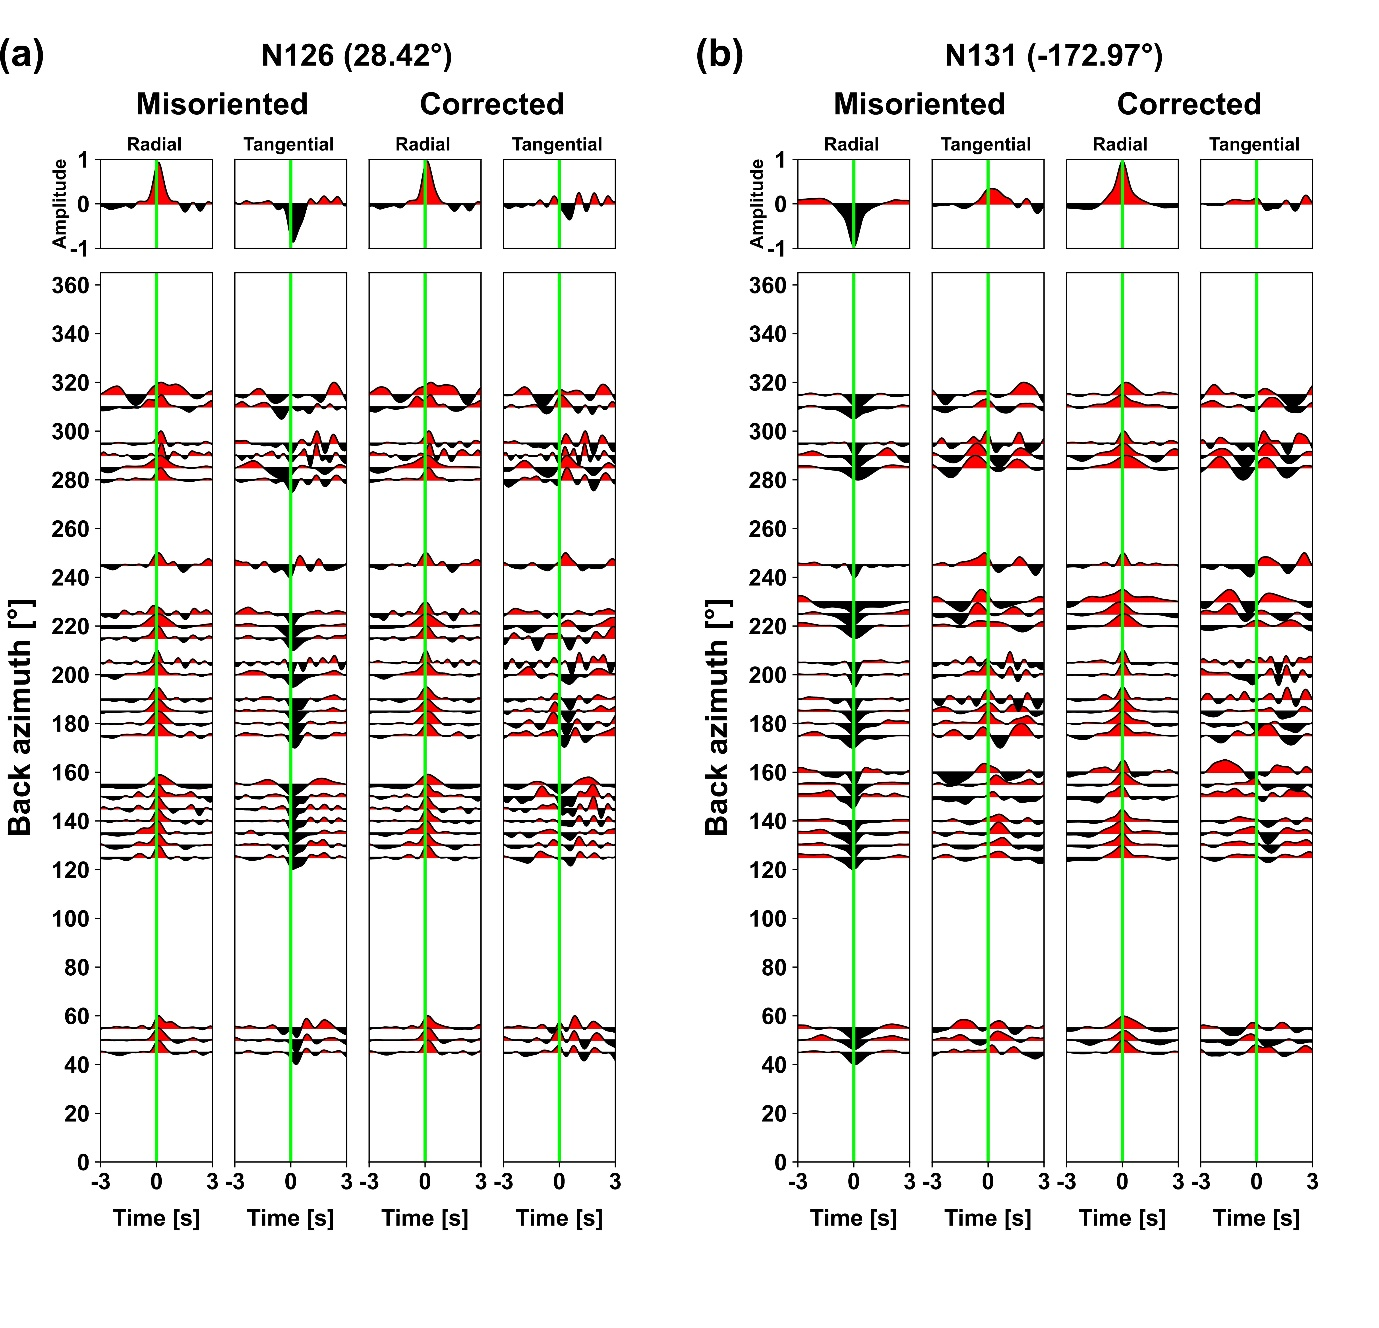 (a)
N126 (28.42°)
(b)
N131 (-172.97°)
Misoriented
Corrected
Misoriented
Corrected
Radial
Tangential
Radial
Tangential
Radial
Tangential
Radial
Tangential
Amplitude
1
0
-1
Amplitude
1
0
-1
Back azimuth [°]
360
340
320
300
280
260
240
220
200
180
160
140
120
100
80
60
40
20
0
Back azimuth [°]
360
340
320
300
280
260
240
220
200
180
160
140
120
100
80
60
40
20
0
-3 0 3 -3 0 3 -3 0 3 -3 0 3
-3 0 3 -3 0 3 -3 0 3 -3 0 3
Time [s]
Time [s]
Time [s]
Time [s]
Time [s]
Time [s]
Time [s]
Time [s]